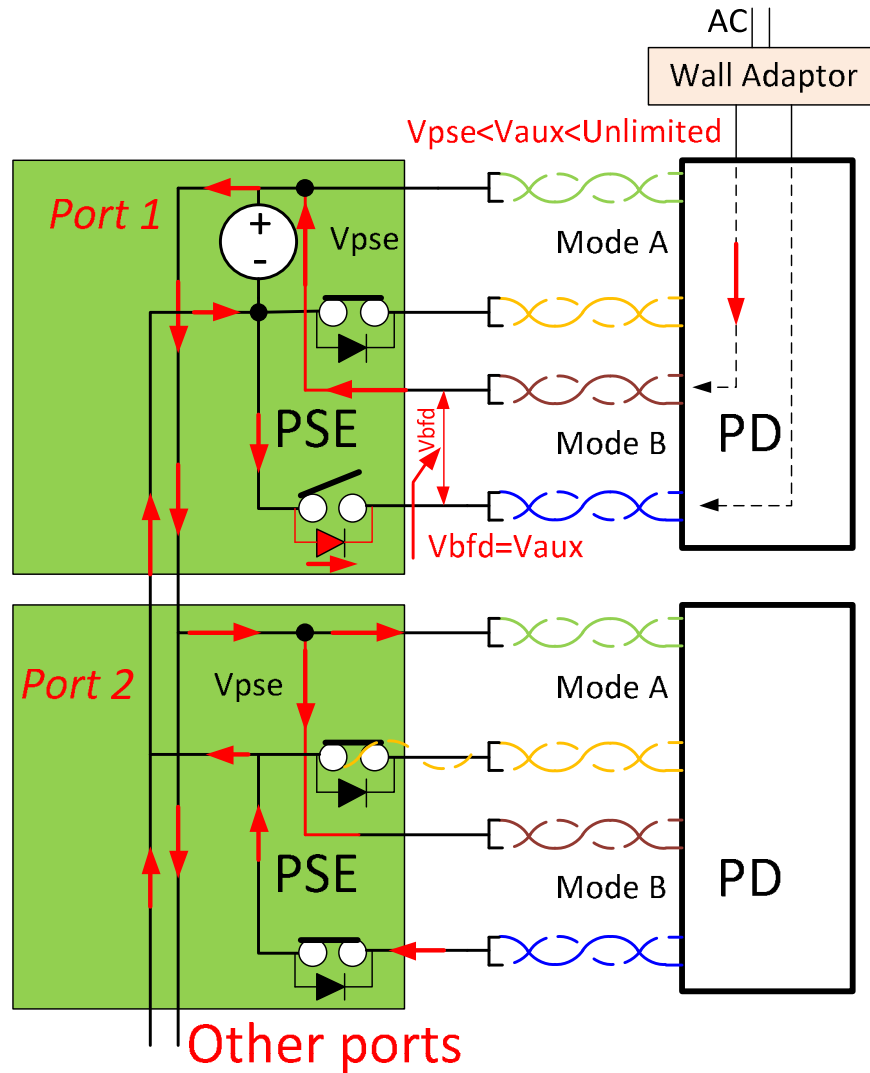 AC
Wall Adaptor
Vpse<Vaux<Unlimited
Port 1
+
-
Vpse
Mode A
PSE
Vbfd
Mode B
PD
Vbfd=Vaux
Port 2
Vpse
Mode A
PSE
Mode B
PD
Other ports